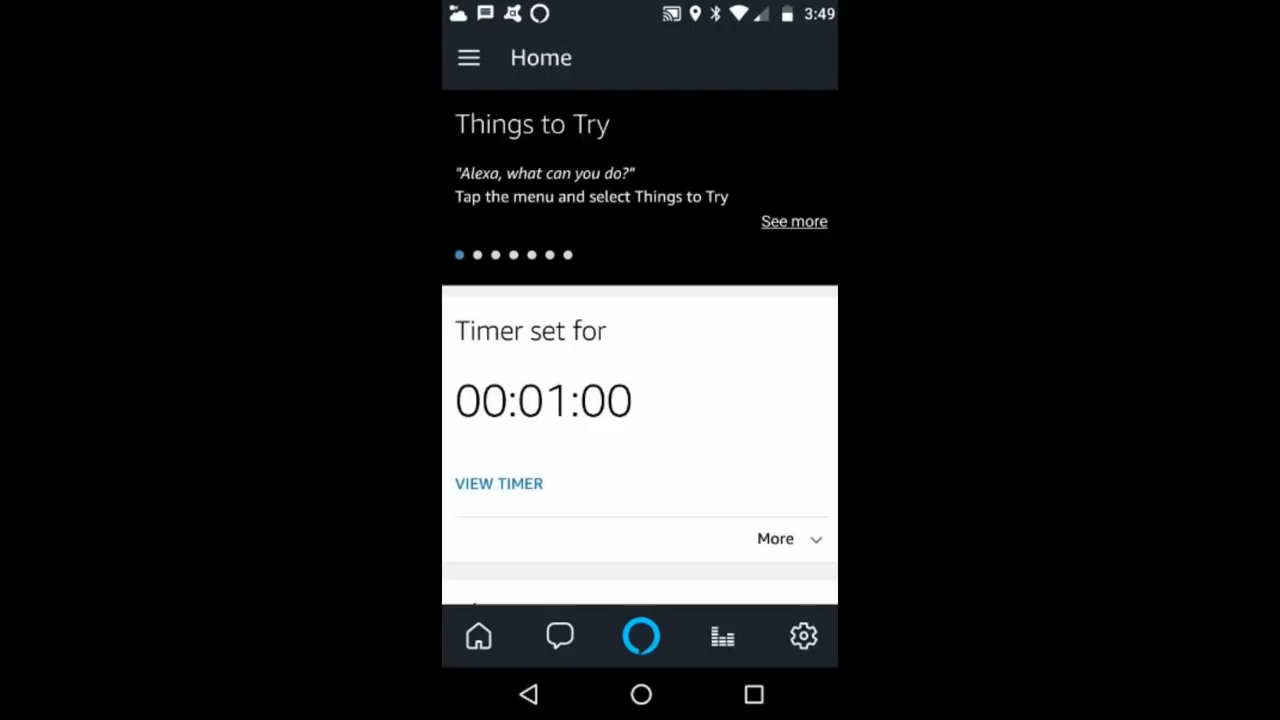 3:49
Home
Things to Try
"Alexa, what can you do?"
Tap the menu and select Things to Try
See more
Timer set for
00:01:00
VIEW TIMER
More